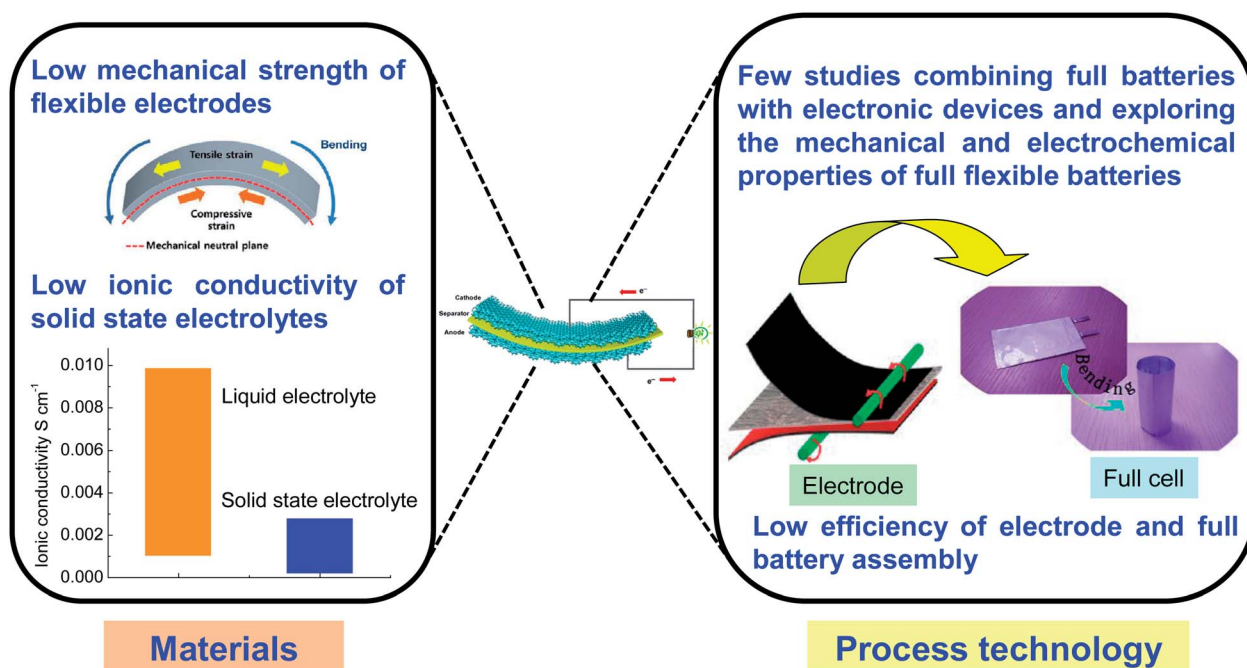 Low mechanical strength of
flexible electrodes
Tensile strain
Bending
Compressive
strain
Mechanical neutral plane
Low ionic conductivity of
solid state electrolytes
0.010
0.008
0.006
0.004
0.002
0.000
Ionic conductivity S cm⁻¹
Liquid electrolyte
Solid state electrolyte
Materials
Cathode
Separator
Anode
e⁻
e⁻
Few studies combining full batteries
with electronic devices and exploring
the mechanical and electrochemical
properties of full flexible batteries
Bending
Electrode
Full cell
Low efficiency of electrode and full
battery assembly
Process technology